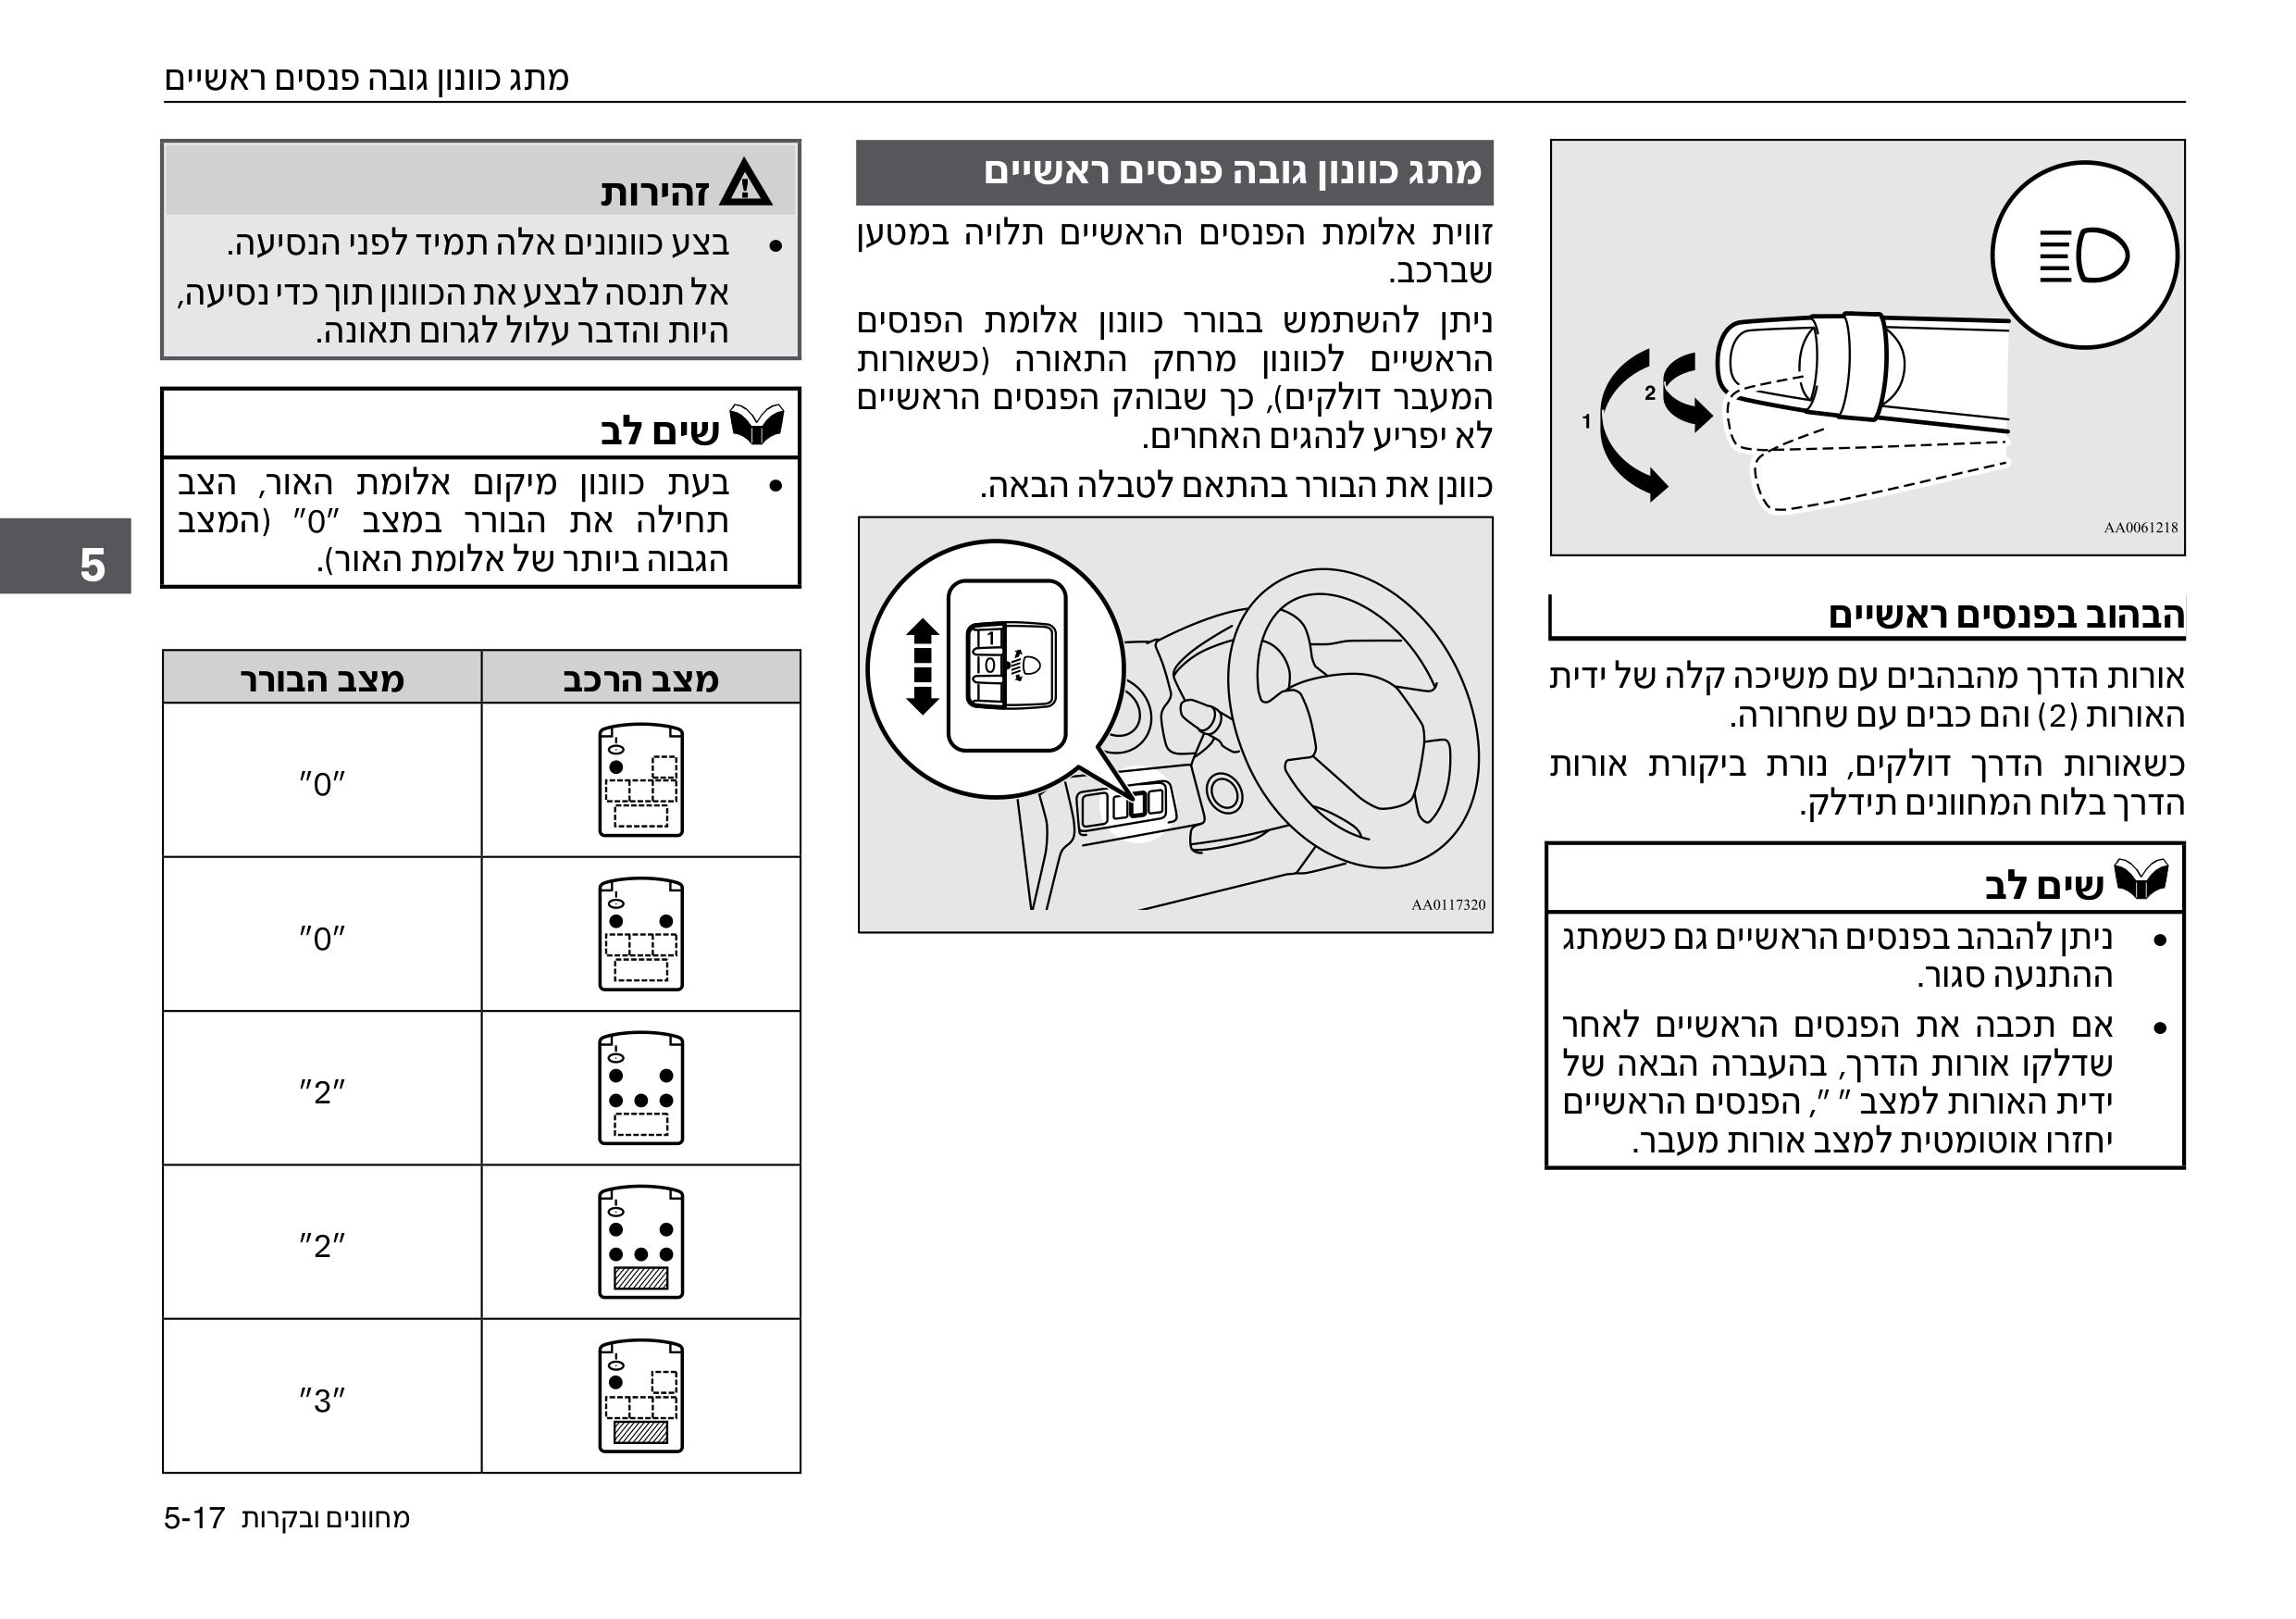 מתג כוונון גובה פנסים ראשיים
1
2
AA0061218
הבהוב בפנסים ראשיים
אורות הדרך מהבהבים עם משיכה קלה של ידית
האורות (2) והם כבים עם שחרורה.
כשאורות הדרך דולקים, נורת ביקורת אורות
הדרך בלוח המחוונים תידלק.
שים לב
• ניתן להבהב בפנסים הראשיים גם כשמתג
ההתנעה סגור.
• אם תכבה את הפנסים הראשיים לאחר
שדלקו אורות הדרך, בהעברה הבאה של
ידית האורות למצב ״ ״, הפנסים הראשיים
יחזרו אוטומטית למצב אורות מעבר.
מתג כוונון גובה פנסים ראשיים
זווית אלומת הפנסים הראשיים תלויה במטען
שברכב.
ניתן להשתמש בבורר כוונון אלומת הפנסים
הראשיים לכוונון מרחק התאורה (כשאורות
המעבר דולקים), כך שבוהק הפנסים הראשיים
לא יפריע לנהגים האחרים.
כוונן את הבורר בהתאם לטבלה הבאה.
1
0
AA0117320
זהירות
• בצע כוונונים אלה תמיד לפני הנסיעה.
אל תנסה לבצע את הכוונון תוך כדי נסיעה,
היות והדבר עלול לגרום תאונה.
שים לב
• בעת כוונון מיקום אלומת האור, הצב
תחילה את הבורר במצב ״0״ (המצב
הגבוה ביותר של אלומת האור).
מצב הרכב מצב הבורר
״0״
״0״
״2״
״2״
״3״
5
מחוונים ובקרות 5-17